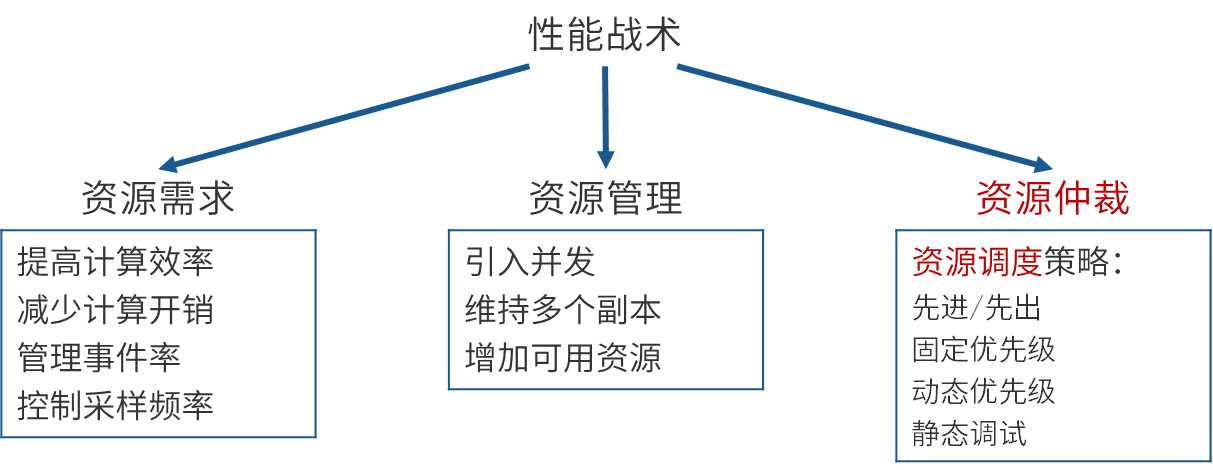 性能战术
资源需求
提高计算效率
减少计算开销
管理事件率
控制采样频率
资源管理
引入并发
维持多个副本
增加可用资源
资源仲裁
资源调度策略：
先进/先出
固定优先级
动态优先级
静态调试